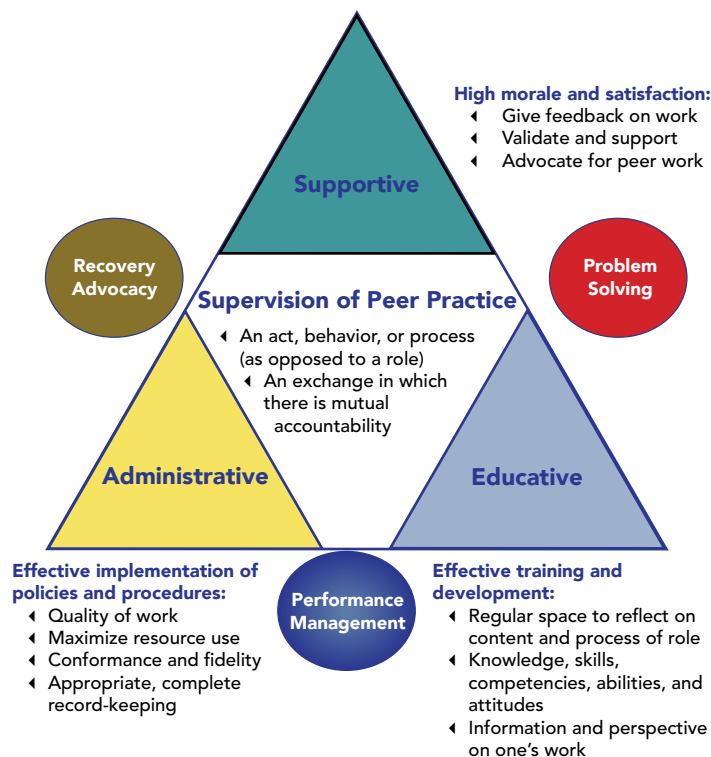 High morale and satisfaction:
Give feedback on work
Validate and support
Advocate for peer work
Supportive
Recovery
Advocacy
Problem
Solving
Supervision of Peer Practice
An act, behavior, or process
(as opposed to a role)
An exchange in which
there is mutual
accountability
Administrative
Educative
Effective implementation of
policies and procedures:
Quality of work
Maximize resource use
Conformance and fidelity
Appropriate, complete
record-keeping
Performance
Management
Effective training and
development:
Regular space to reflect on
content and process of role
Knowledge, skills,
competencies, abilities, and
attitudes
Information and perspective
on one’s work